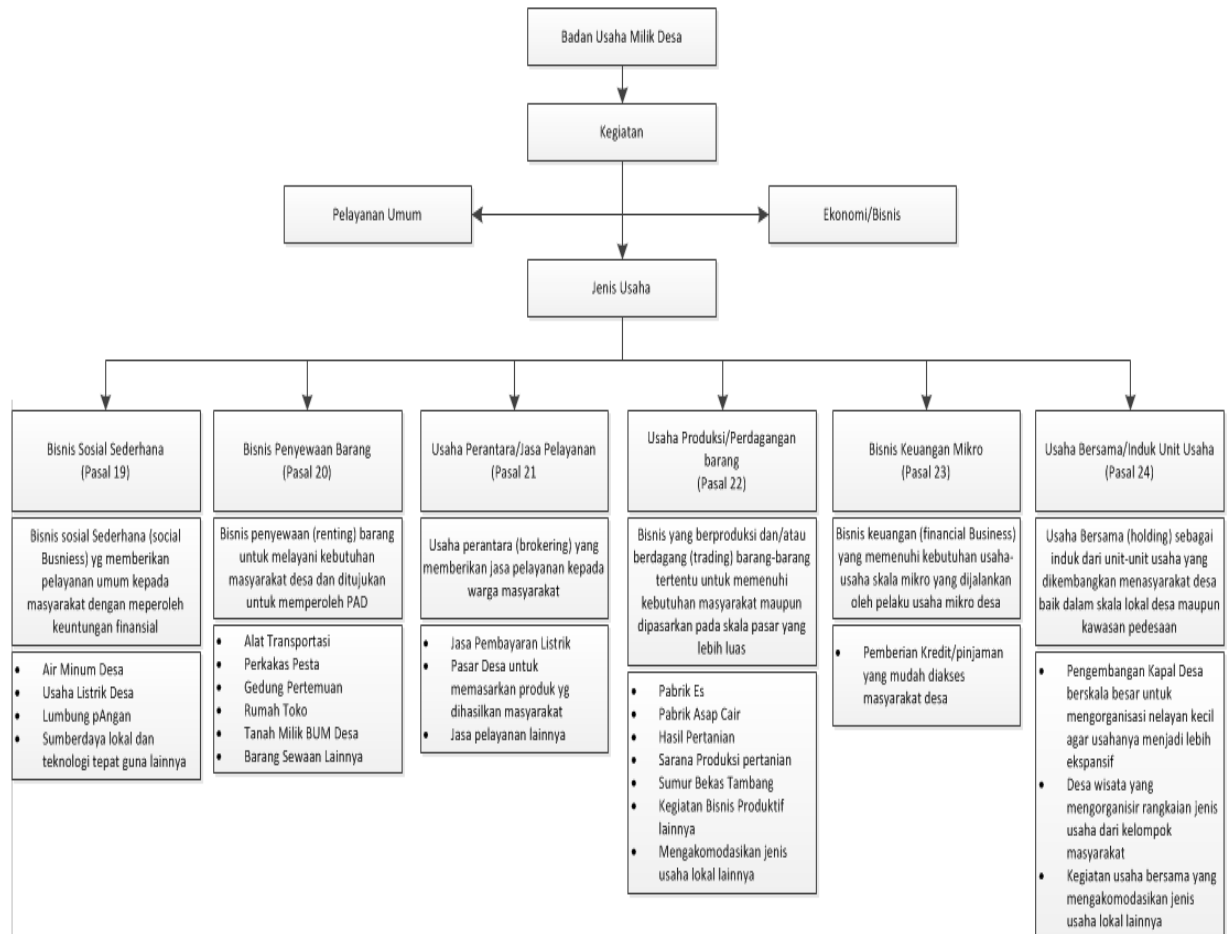 Badan Usaha Milik Desa
Kegiatan
Pelayanan Umum
Ekonomi/Bisnis
Jenis Usaha
Bisnis Sosial Sederhana
(Pasal 19)
Bisnis sosial Sederhana (social
Busniess) yg memberikan
pelayanan umum kepada
masyarakat dengan meperoleh
keuntungan finansial
• Air Minum Desa
• Usaha Listrik Desa
• Lumbung pAngan
• Sumberdaya lokal dan
teknologi tepat guna lainnya
Bisnis Penyewaan Barang
(Pasal 20)
Bisnis penyewaan (renting) barang
untuk melayani kebutuhan
masyarakat desa dan ditujukan
untuk memperoleh PAD
• Alat Transportasi
• Perkakas Pesta
• Gedung Pertemuan
• Rumah Toko
• Tanah Milik BUM Desa
• Barang Sewaan Lainnya
Usaha Perantara/Jasa Pelayanan
(Pasal 21
Usaha perantara (brokering) yang
memberikan jasa pelayanan kepada
warga masyarakat
• Jasa Pembayaran Listrik
• Pasar Desa untuk
memasarkan produk yg
dihasilkan masyarakat
• Jasa pelayanan lainnya
Usaha Produksi/Perdagangan
barang
(Pasal 22)
Bisnis yang berproduksi dan/atau
berdagang (trading) barang-barang
tertentu untuk memenuhi
kebutuhan masyarakat maupun
dipasarkan pada skala pasar yang
lebih luas
• Pabrik Es
• Pabrik Asap Cair
• Hasil Pertanian
• Sarana Produksi pertanian
• Sumur Bekas Tambang
• Kegiatan Bisnis Produktif
lainnya
• Mengakomodasikan jenis
usaha lokal lainnya
Bisnis Keuangan Mikro
(Pasal 23)
Bisnis keuangan (financial Business)
yang memenuhi kebutuhan usaha-
usaha skala mikro yang dijalankan
oleh pelaku usaha mikro desa
• Pemberian Kredit/pinjaman
yang mudah diakses
masyarakat desa
Usaha Bersama/Induk Unit Usaha
(Pasal 24)
Usaha Bersama (holding) sebagai
induk dari unit-unit usaha yang
dikembangkan menasyarakat desa
baik dalam skala lokal desa maupun
kawasan pedesaan
• Pengembangan Kapal Desa
berskala besar untuk
mengorganisasi nelayan kecil
agar usahanya menjadi lebih
ekspansif
• Desa wisata yang
mengorganisir rangkaian jenis
usaha dari kelompok
masyarakat
• Kegiatan usaha bersama yang
mengakomodasikan jenis
usaha lokal lainnya